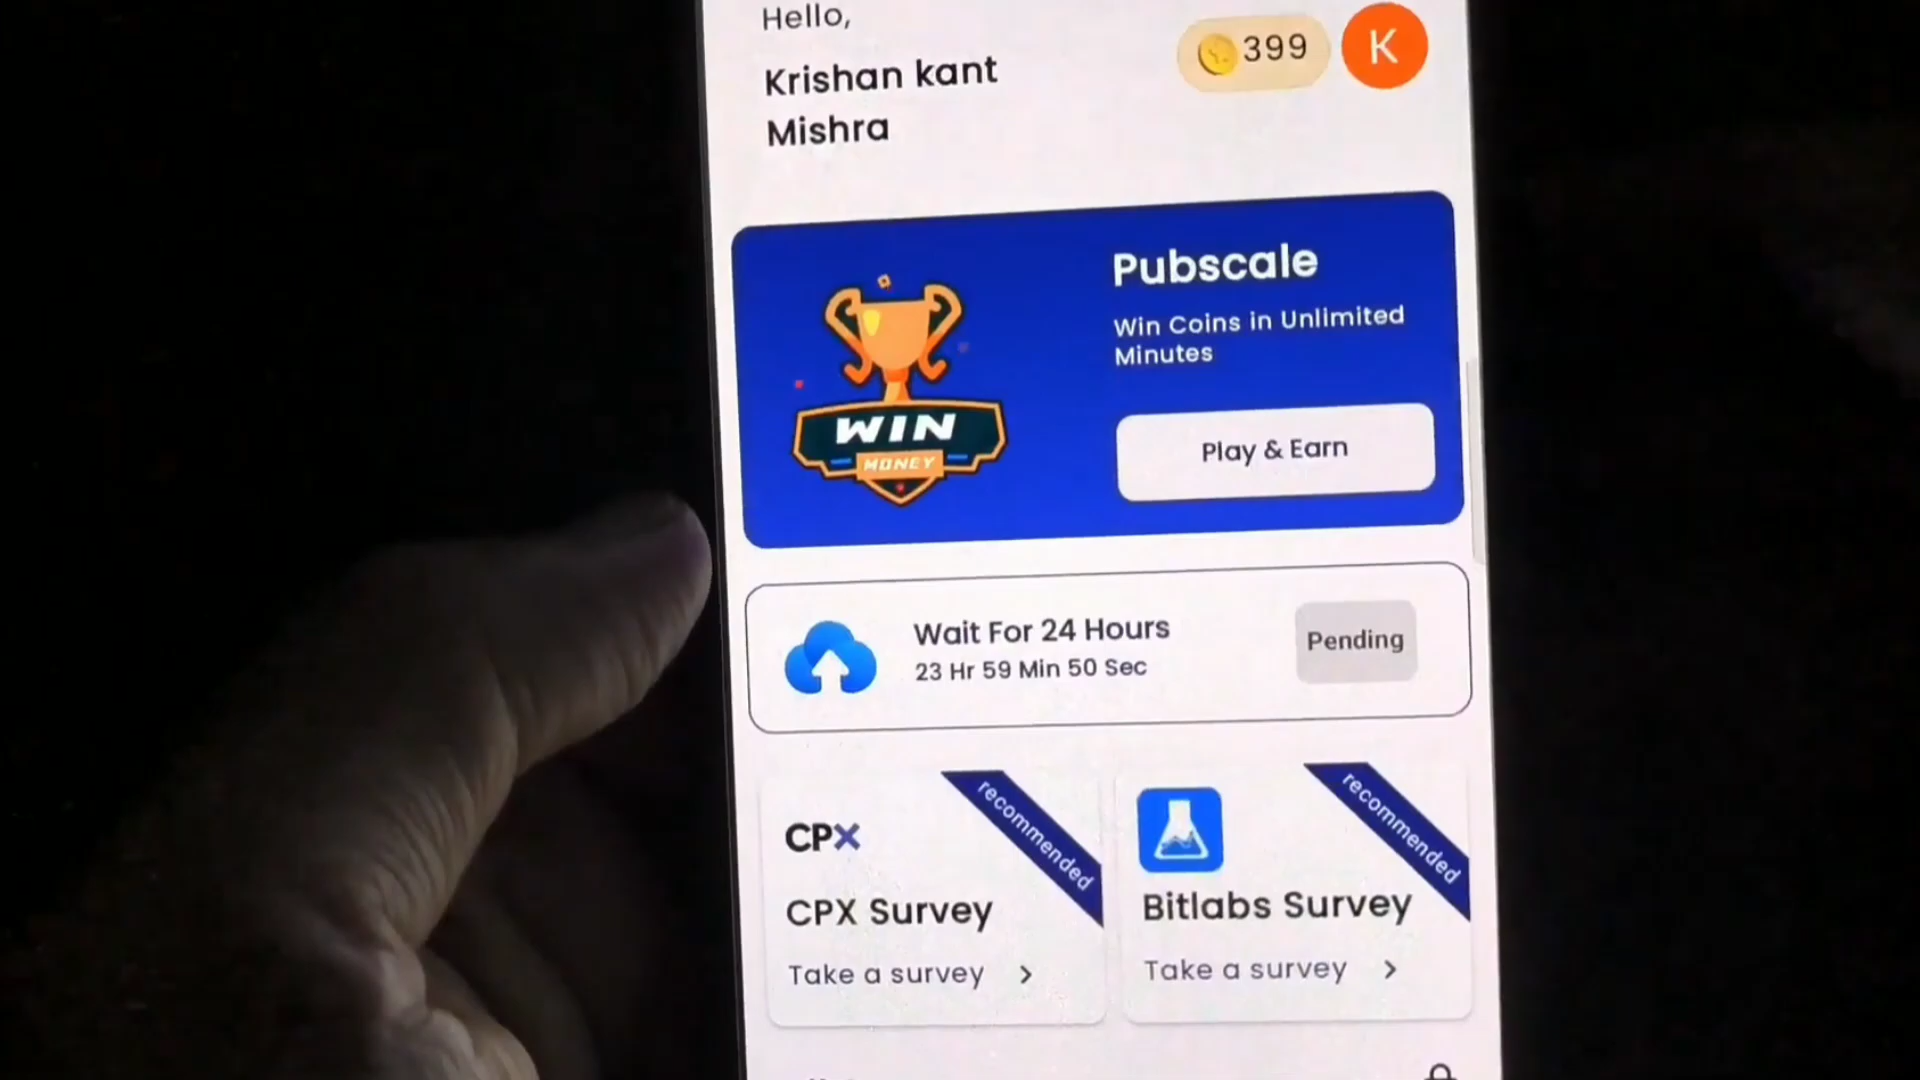 Hello,
399
K
Krishan kant
Mishra
Pubscale
Win Coins in Unlimited
Minutes
WIN
MONEY
Play & Earn
Wait For 24 Hours
23 Hr 59 Min 50 Sec
Pending
CPX
recommended
CPX Survey
Take a survey
recommended
Bitlabs Survey
Take a survey